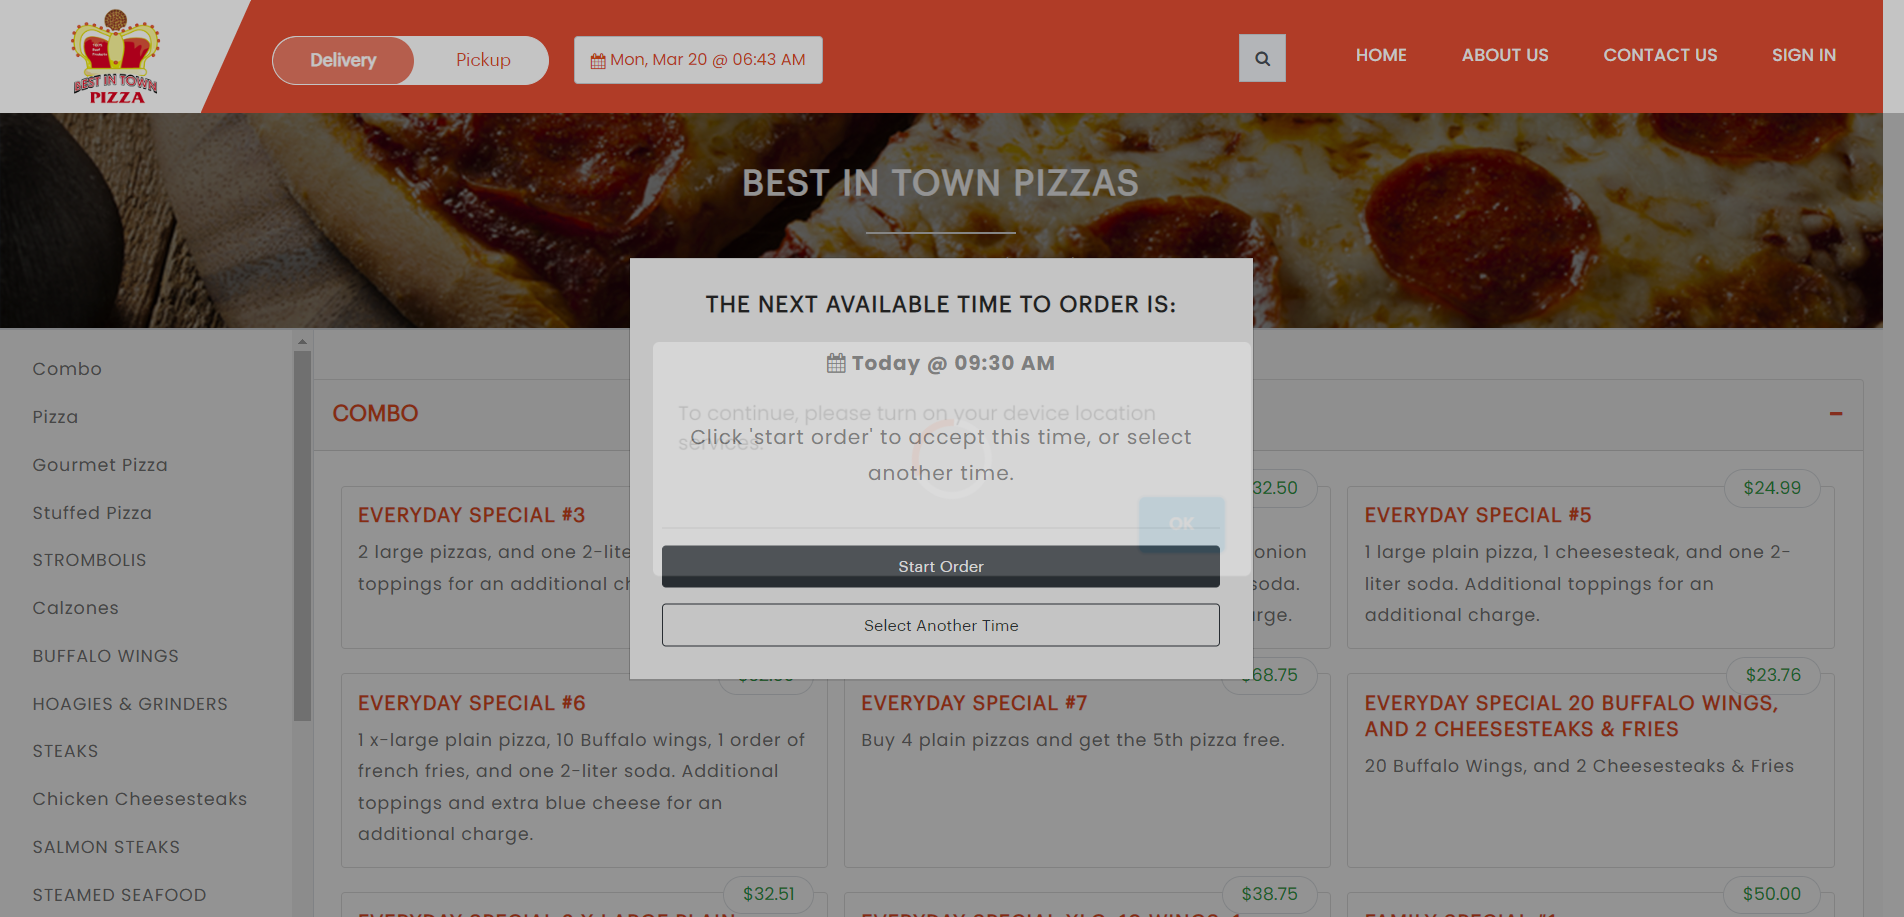 BEST IN TOWN
PIZZA
Delivery
Pickup
Mon, Mar 20 @ 06:43 AM
HOME
ABOUT US
CONTACT US
SIGN IN
BEST IN TOWN PIZZAS
THE NEXT AVAILABLE TIME TO ORDER IS:
Today @ 09:30 AM
To continue, please turn on your device location
services.
Click 'start order' to accept this time, or select
another time.
OK
Start Order
Select Another Time
Combo
Pizza
Gourmet Pizza
Stuffed Pizza
STROMBOLIS
Calzones
BUFFALO WINGS
HOAGIES & GRINDERS
STEAKS
Chicken Cheesesteaks
SALMON STEAKS
STEAMED SEAFOOD
COMBO
EVERYDAY SPECIAL #3
2 large pizzas, and one 2-lite
toppings for an additional ch
32.50
onion
soda.
arge.
$24.99
EVERYDAY SPECIAL #5
1 large plain pizza, 1 cheesesteak, and one 2-
liter soda. Additional toppings for an
additional charge.
EVERYDAY SPECIAL #6
1 x-large plain pizza, 10 Buffalo wings, 1 order of
french fries, and one 2-liter soda. Additional
toppings and extra blue cheese for an
additional charge.
68.75
EVERYDAY SPECIAL #7
Buy 4 plain pizzas and get the 5th pizza free.
$23.76
EVERYDAY SPECIAL 20 BUFFALO WINGS,
AND 2 CHEESESTEAKS & FRIES
20 Buffalo Wings, and 2 Cheesesteaks & Fries
$32.51
$38.75
$50.00